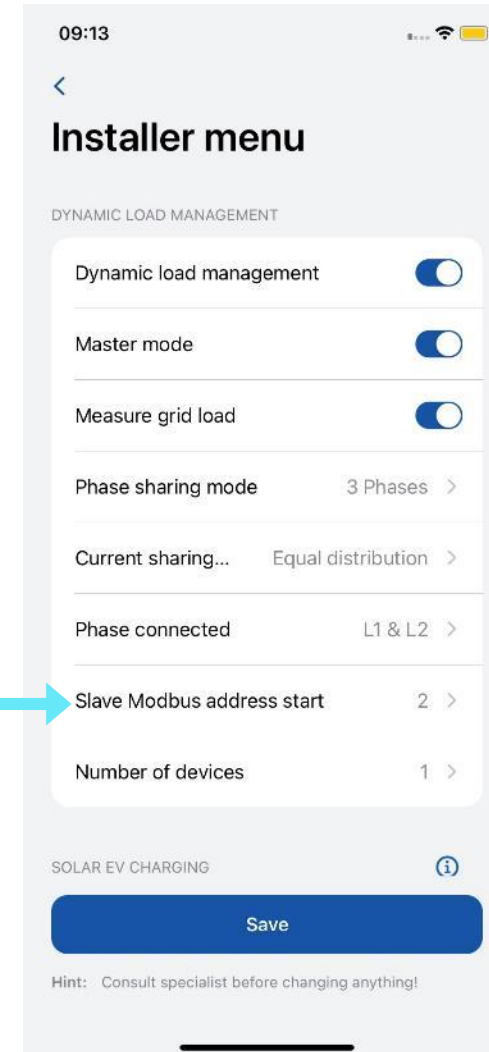 09:13
Installer menu
DYNAMIC LOAD MANAGEMENT
Dynamic load management
Master mode
Measure grid load
Phase sharing mode 3 Phases
Current sharing... Equal distribution
Phase connected L1 & L2
Slave Modbus address start 2
Number of devices 1
SOLAR EV CHARGING
Save
Hint: Consult specialist before changing anything!